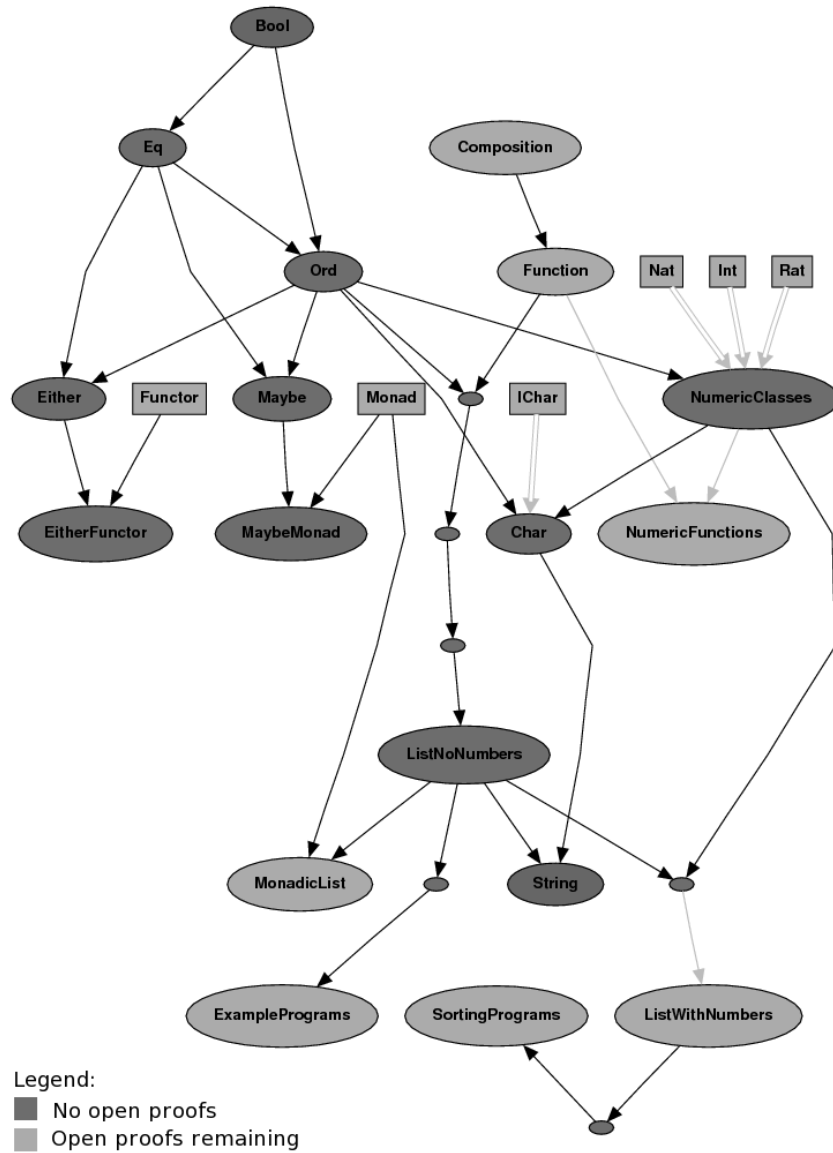 Bool
Eq
Composition
Ord
Function
Nat
Int
Rat
Either
Functor
Maybe
Monad
IChar
NumericClasses
EitherFunctor
MaybeMonad
Char
NumericFunctions
ListNoNumbers
MonadicList
String
ExamplePrograms
SortingPrograms
ListWithNumbers
Legend:
No open proofs
Open proofs remaining